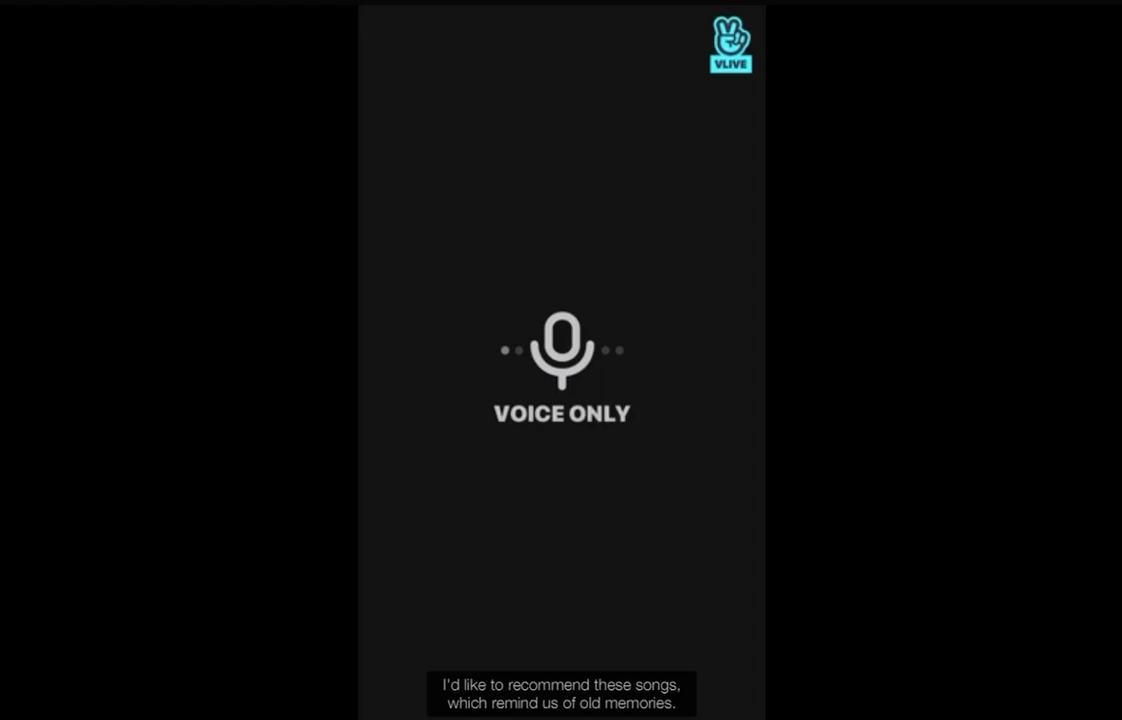 VLIVE
VOICE ONLY
I'd like to recommend these songs,
which remind us of old memories.